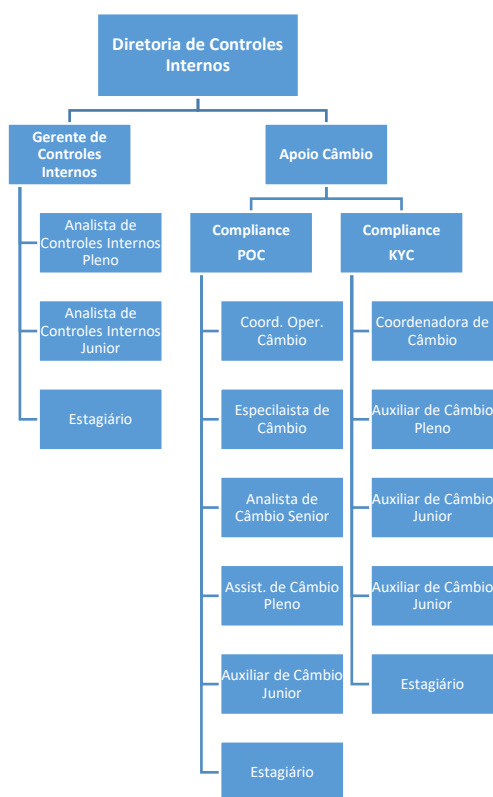 Diretoria de Controles
Internos
Gerente de
Controles
Internos
Apoio Câmbio
Analista de
Controles Internos
Pleno
Analista de
Controles Internos
Junior
Estagiário
Compliance
POC
Compliance
KYC
Coord. Oper.
Câmbio
Especilaista de
Câmbio
Analista de
Câmbio Senior
Assist. de Câmbio
Pleno
Auxiliar de Câmbio
Junior
Estagiário
Coordenadora de
Câmbio
Auxiliar de Câmbio
Pleno
Auxiliar de Câmbio
Junior
Auxiliar de Câmbio
Junior
Estagiário